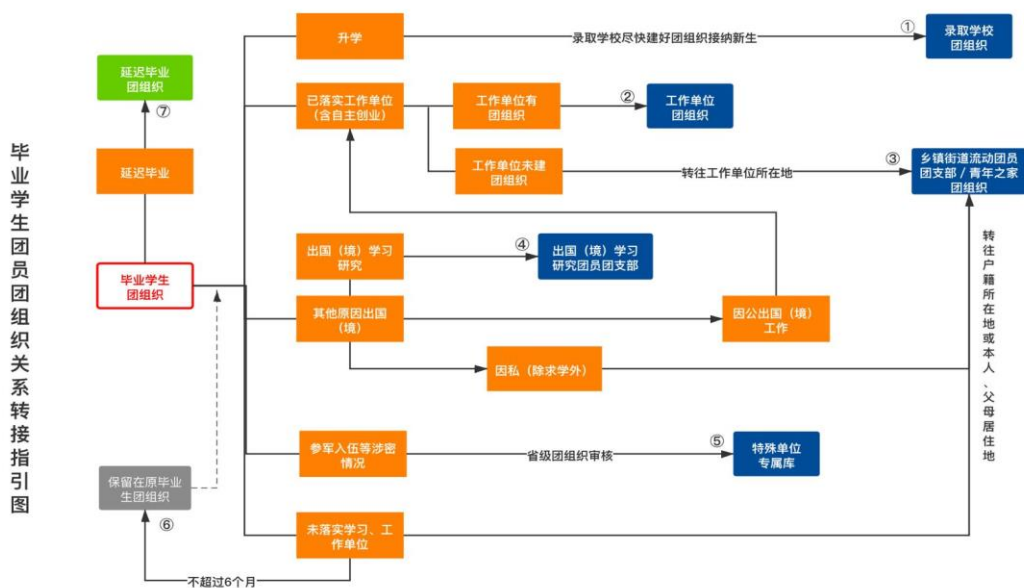 毕业学生团员团组织关系转接指引图
升学
录取学校尽快建好团组织接纳新生
①
录取学校
团组织
延迟毕业
团组织
⑦
已落实工作单位
(含自主创业)
工作单位有
团组织
②
工作单位
团组织
延迟毕业
工作单位未建
团组织
转往工作单位所在地
③
乡镇街道流动团员
团支部/青年之家
团组织
毕业学生
团组织
出国(境)学习
研究
④
出国(境)学习
研究团员团支部
转往户籍所在地或本人、父母居住地
其他原因出国
(境)
因公出国(境)
工作
因私(除求学外)
参军入伍等涉密
情况
省级团组织审核
⑤
特殊单位
专属库
保留在原毕业
生团组织
⑥
未落实学习、工
作单位
不超过6个月